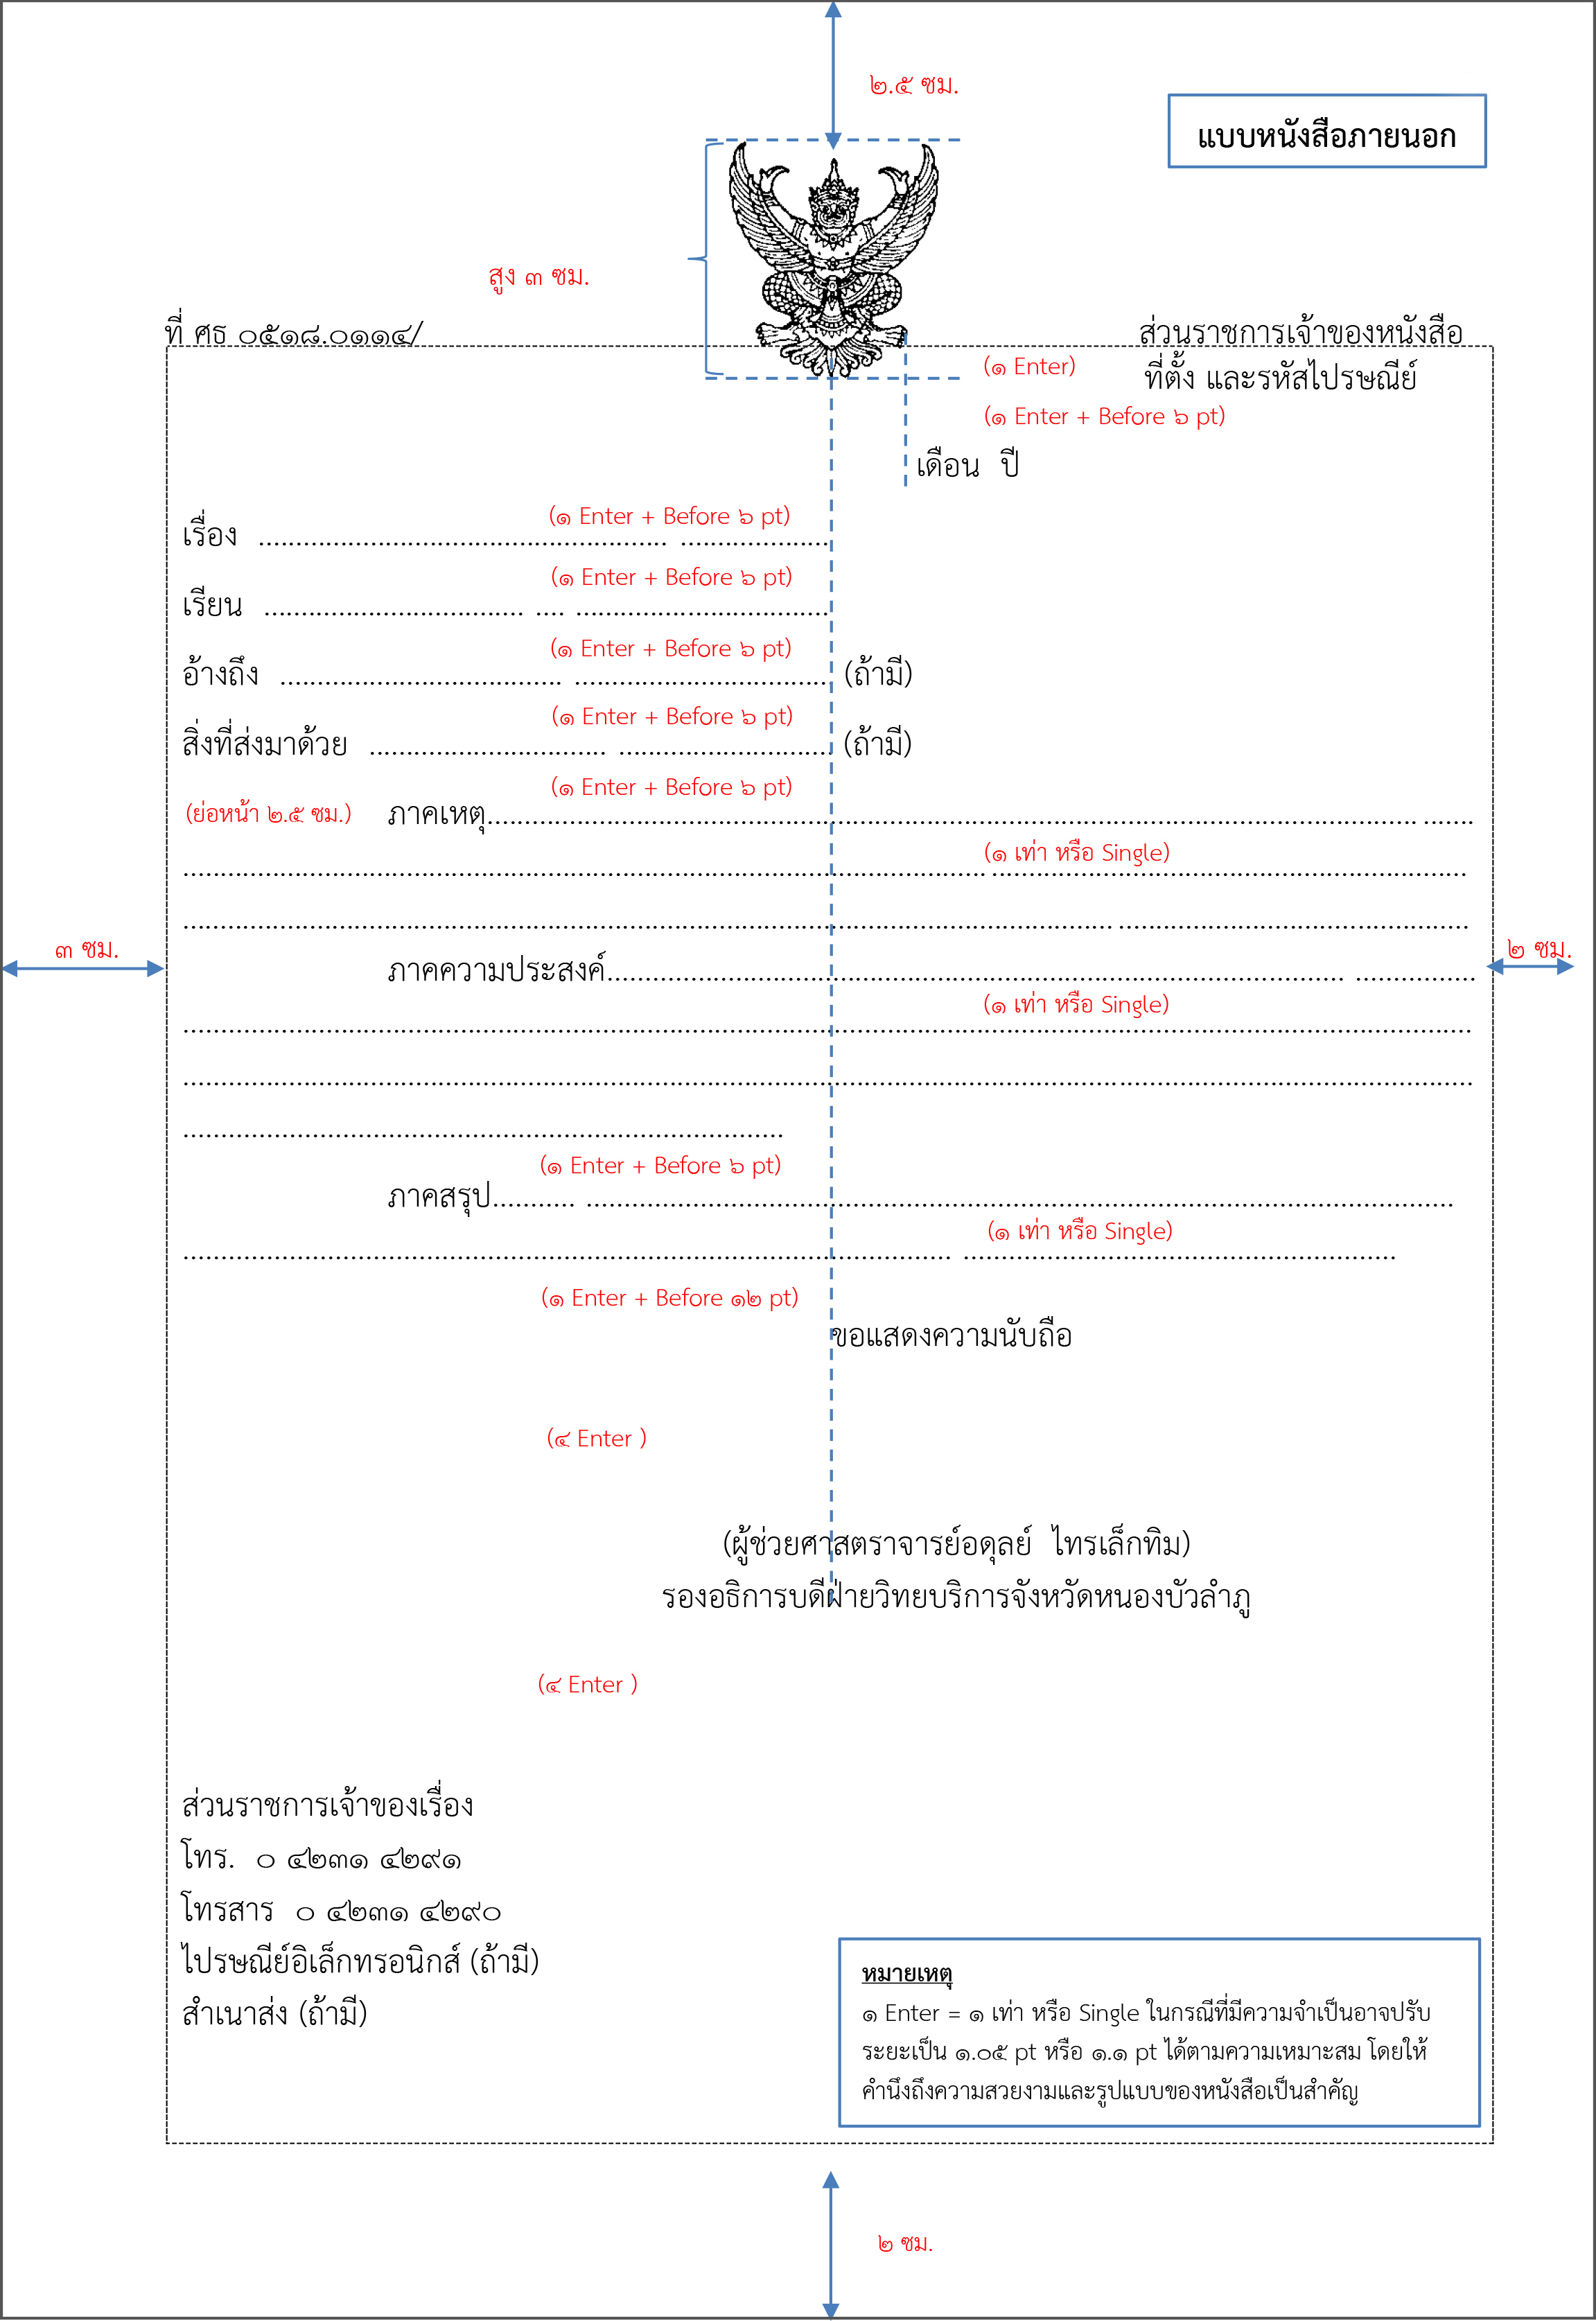 ๒.๕ ซม.
แบบหนังสือภายนอก
สูง ๓ ซม.
ที่ ศธ ๐๕๑๘.๐๑๑๔/
ส่วนราชการเจ้าของหนังสือ
(๑ Enter)
ที่ตั้ง และรหัสไปรษณีย์
(๑ Enter + Before ๖ pt)
เดือน ปี
(๑ Enter + Before ๖ pt)
เรื่อง ....................................................... ....................
(๑ Enter + Before ๖ pt)
เรียน ................................... .... ..................................
(๑ Enter + Before ๖ pt)
อ้างถึง ...................................... ................................... (ถ้ามี)
(๑ Enter + Before ๖ pt)
สิ่งที่ส่งมาด้วย ................................ ............................. (ถ้ามี)
(๑ Enter + Before ๖ pt)
(ย่อหน้า ๒.๕ ซม.) ภาคเหตุ............................................................................................................................. .......
(๑ เท่า หรือ Single)
............................................................................................................ ................................................................
............................................................................................................................. ...............................................
๓ ซม.
๒ ซม.
ภาคความประสงค์................................................................................................... ................
(๑ เท่า หรือ Single)
..............................................................................................................................................................................
..............................................................................................................................................................................
.................................................................................
(๑ Enter + Before ๖ pt)
ภาคสรุป........... .....................................................................................................................
(๑ เท่า หรือ Single)
....................................................................................................... ..........................................................
(๑ Enter + Before ๑๒ pt)
ขอแสดงความนับถือ
(๔ Enter )
(ผู้ช่วยศาสตราจารย์อดุลย์ ไทรเล็กทิม)
รองอธิการบดีฝ่ายวิทยบริการจังหวัดหนองบัวลำภู
(๔ Enter )
ส่วนราชการเจ้าของเรื่อง
โทร. ๐ ๔๒๓๑ ๔๒๙๑
โทรสาร ๐ ๔๒๓๑ ๔๒๙๐
ไปรษณีย์อิเล็กทรอนิกส์ (ถ้ามี)
สำเนาส่ง (ถ้ามี)
หมายเหตุ
๑ Enter = ๑ เท่า หรือ Single ในกรณีที่มีความจำเป็นอาจปรับ
ระยะเป็น ๑.๐๕ pt หรือ ๑.๑ pt ได้ตามความเหมาะสม โดยให้
คำนึงถึงความสวยงามและรูปแบบของหนังสือเป็นสำคัญ
๒ ซม.